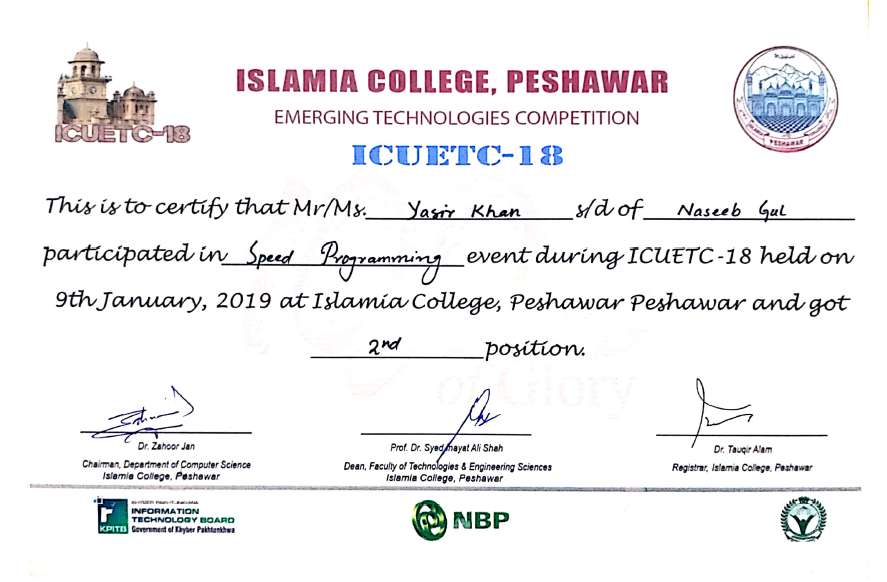 ISLAMIA COLLEGE, PESHAWAR
EMERGING TECHNOLOGIES COMPETITION
ICUETC-18
ICUETC-18
PESHAWAR
This is to certify that Mr/Ms. Yasir Khan s/d of Naseeb Gul
participated in Speed Programming event during ICUETC-18 held on
9th January, 2019 at Islamia College, Peshawar Peshawar and got
2nd position.
of Glory
Dr. Zahoor Jan
Chairman, Department of Computer Science
Islamia College, Peshawar
Prof. Dr. Syed Inayat Ali Shah
Dean, Faculty of Technologies & Engineering Sciences
Islamia College, Peshawar
Dr. Tauqir Alam
Registrar, Islamia College, Peshawar
KPITB
INFORMATION
TECHNOLOGY BOARD
Government of Khyber Pakhtunkhwa
NBP